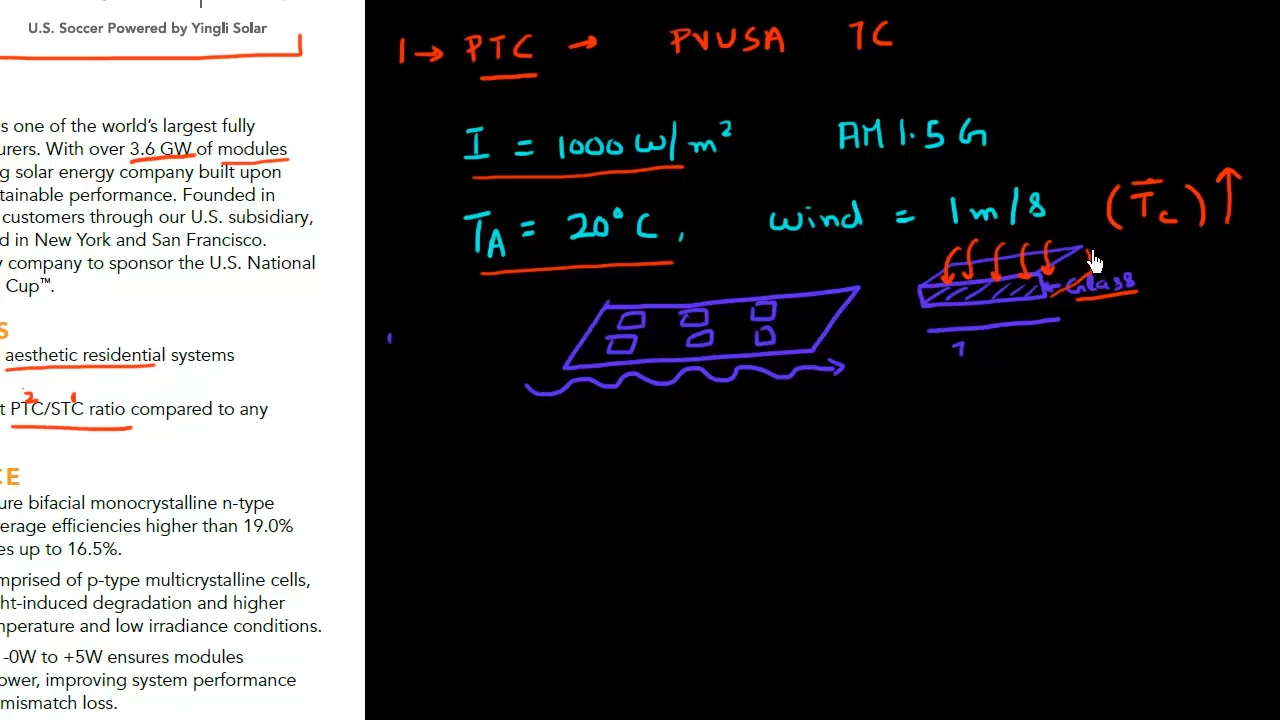 U.S. Soccer Powered by Yingli Solar
s one of the world's largest fully
urers. With over 3.6 GW of modules
g solar energy company built upon
tainable performance. Founded in
customers through our U.S. subsidiary,
d in New York and San Francisco.
y company to sponsor the U.S. National
Cup™.
S
aesthetic residential systems
2 1
t PTC/STC ratio compared to any
CE
ure bifacial monocrystalline n-type
erage efficiencies higher than 19.0%
es up to 16.5%.
mprised of p-type multicrystalline cells,
ht-induced degradation and higher
mperature and low irradiance conditions.
-0W to +5W ensures modules
ower, improving system performance
mismatch loss.
1 → PTC → PVUSA TC
I = 1000 W/m² AM 1.5 G
T_A = 20°C, wind = 1 m/s (T̄_c) ↑
Glass